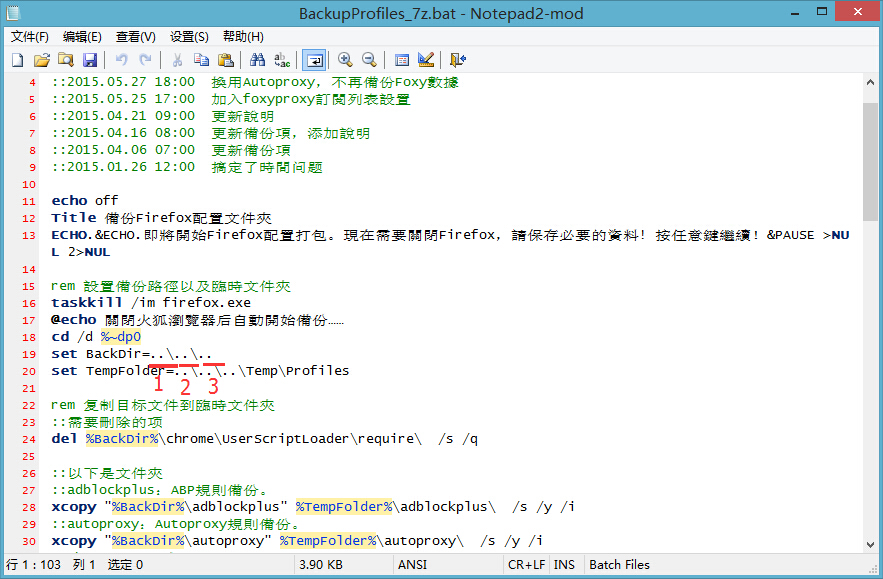 BackupProfiles_7z.bat - Notepad2-mod
文件(F) 编辑(E) 查看(V) 设置(S) 帮助(H)
4 ::2015.05.27 18:00 換用Autoproxy，不再備份Foxy數據
5 ::2015.05.25 17:00 加入foxyproxy訂閱列表設置
6 ::2015.04.21 09:00 更新說明
7 ::2015.04.16 08:00 更新備份項，添加說明
8 ::2015.04.06 07:00 更新備份項
9 ::2015.01.26 12:00 搞定了時間问题
10
11 echo off
12 Title 備份Firefox配置文件夾
13 ECHO.&ECHO.即將開始Firefox配置打包。現在需要關閉Firefox，請保存必要的資料！按任意鍵繼續！&PAUSE >NU
L 2>NUL
14
15 rem 設置備份路徑以及臨時文件夾
16 taskkill /im firefox.exe
17 @echo 關閉火狐瀏覽器后自動開始備份……
18 cd /d %~dp0
19 set BackDir=..\..\..
20 set TempFolder=..\..\..\Temp\Profiles
1 2 3
21
22 rem 复制目标文件到臨時文件夾
23 ::需要刪除的项
24 del %BackDir%\chrome\UserScriptLoader\require\ /s /q
25
26 ::以下是文件夾
27 ::adblockplus：ABP規則備份。
28 xcopy "%BackDir%\adblockplus" %TempFolder%\adblockplus\ /s /y /i
29 ::autoproxy：Autoproxy規則備份。
30 xcopy "%BackDir%\autoproxy" %TempFolder%\autoproxy\ /s /y /i
行 1 : 103 列 1 选定 0 3.90 KB ANSI CR+LF INS Batch Files